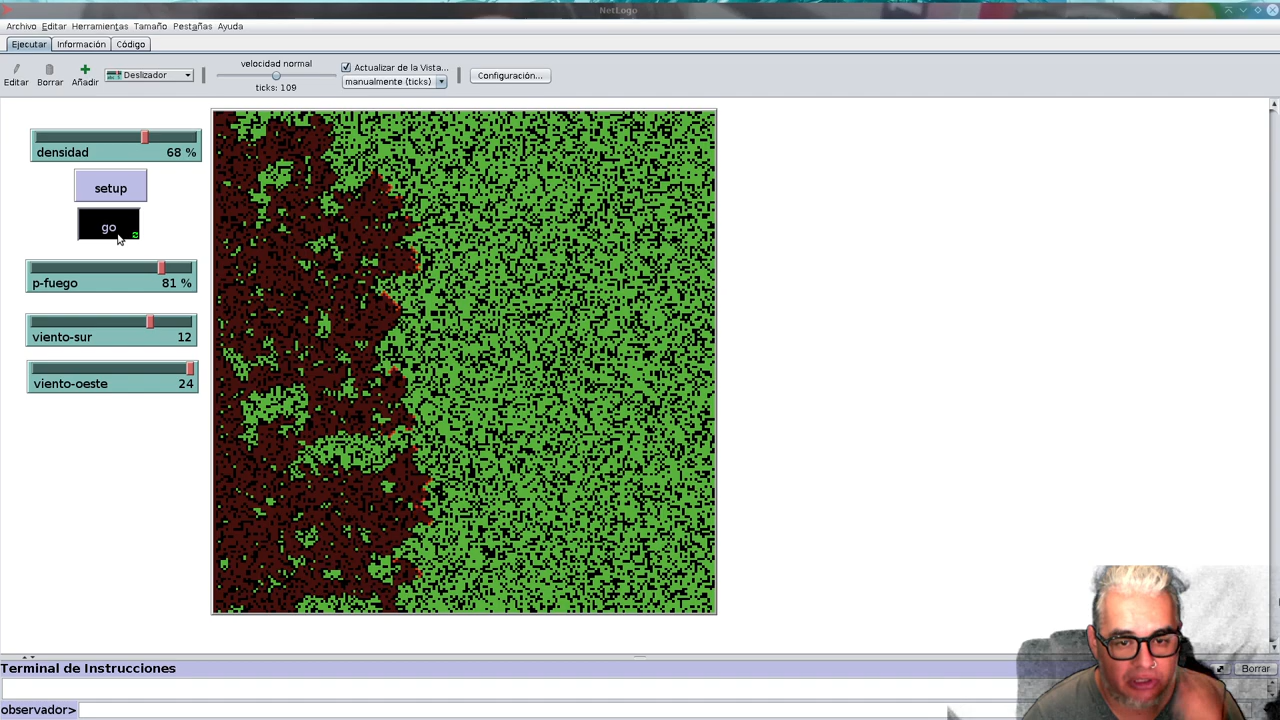 NetLogo
Archivo Editar Herramientas Tamaño Pestañas Ayuda
Ejecutar Información Código
Editar Borrar Añadir Deslizador
velocidad normal
ticks: 109
Actualizar de la Vista...
manualmente (ticks)
Configuración...
densidad 68 %
setup
go
p-fuego 81 %
viento-sur 12
viento-oeste 24
Terminal de Instrucciones
Borrar
observador>